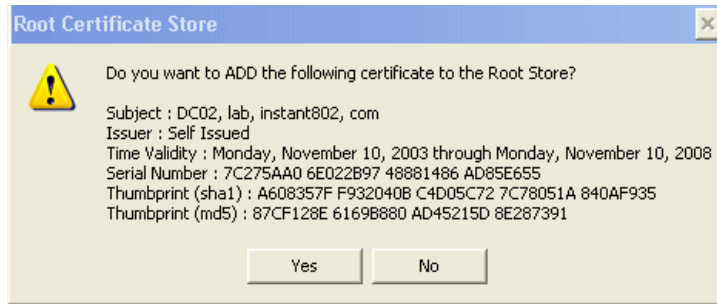 Root Certificate Store
Do you want to ADD the following certificate to the Root Store?
Subject : DC02, lab, instant802, com
Issuer : Self Issued
Time Validity : Monday, November 10, 2003 through Monday, November 10, 2008
Serial Number : 7C275AA0 6E022B97 48881486 AD85E655
Thumbprint (sha1) : A608357F F932040B C4D05C72 7C78051A 840AF935
Thumbprint (md5) : 87CF128E 6169B880 AD45215D 8E287391
Yes No